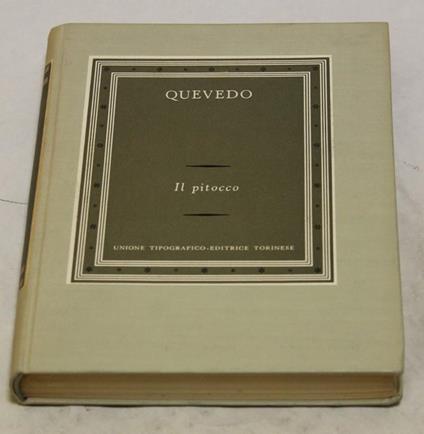 QUEVEDO
Il pitocco
UNIONE TIPOGRAFICO-EDITRICE TORINESE